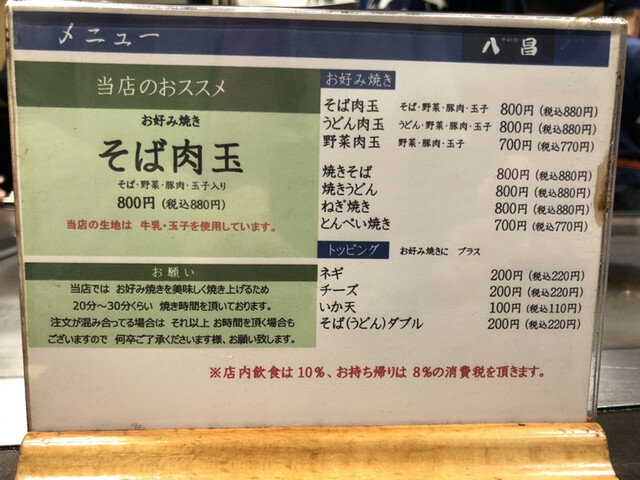 メニュー
八昌
当店のおススメ
お好み焼き
そば肉玉
そば・野菜・豚肉・玉子入り
800円(税込880円)
当店の生地は 牛乳・玉子を使用しています。
お願い
当店では お好み焼きを美味しく焼き上げるため
20分〜30分くらい 焼き時間を頂いております。
注文が混み合ってる場合は それ以上 お時間を頂く場合も
ございますので 何卒ご了承くださいます様、お願い致します。
お好み焼き
そば肉玉 そば・野菜・豚肉・玉子 800円(税込880円)
うどん肉玉 うどん・野菜・豚肉・玉子 800円(税込880円)
野菜肉玉 野菜・豚肉・玉子 700円(税込770円)
焼きそば 800円(税込880円)
焼きうどん 800円(税込880円)
ねぎ焼き 800円(税込880円)
とんぺい焼き 700円(税込770円)
トッピング お好み焼きに プラス
ネギ 200円(税込220円)
チーズ 200円(税込220円)
いか天 100円(税込110円)
そば(うどん)ダブル 200円(税込220円)
※店内飲食は10%、お持ち帰りは 8%の消費税を頂きます。